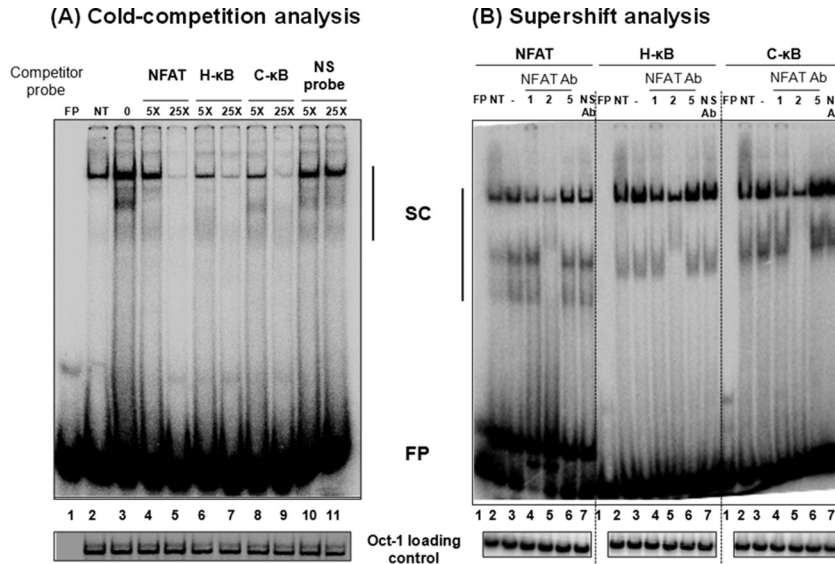 (A) Cold-competition analysis
Competitor probe FP NT 0 NFAT 5X 25X H-κB 5X 25X C-κB 5X 25X NS probe 5X 25X
SC
FP
1 2 3 4 5 6 7 8 9 10 11
Oct-1 loading control
(B) Supershift analysis
NFAT H-κB C-κB
NFAT Ab NFAT Ab NFAT Ab
FP NT - 1 2 5 NS Ab FP NT - 1 2 5 NS Ab FP NT - 1 2 5 N A
1 2 3 4 5 6 7 1 2 3 4 5 6 7 1 2 3 4 5 6 7